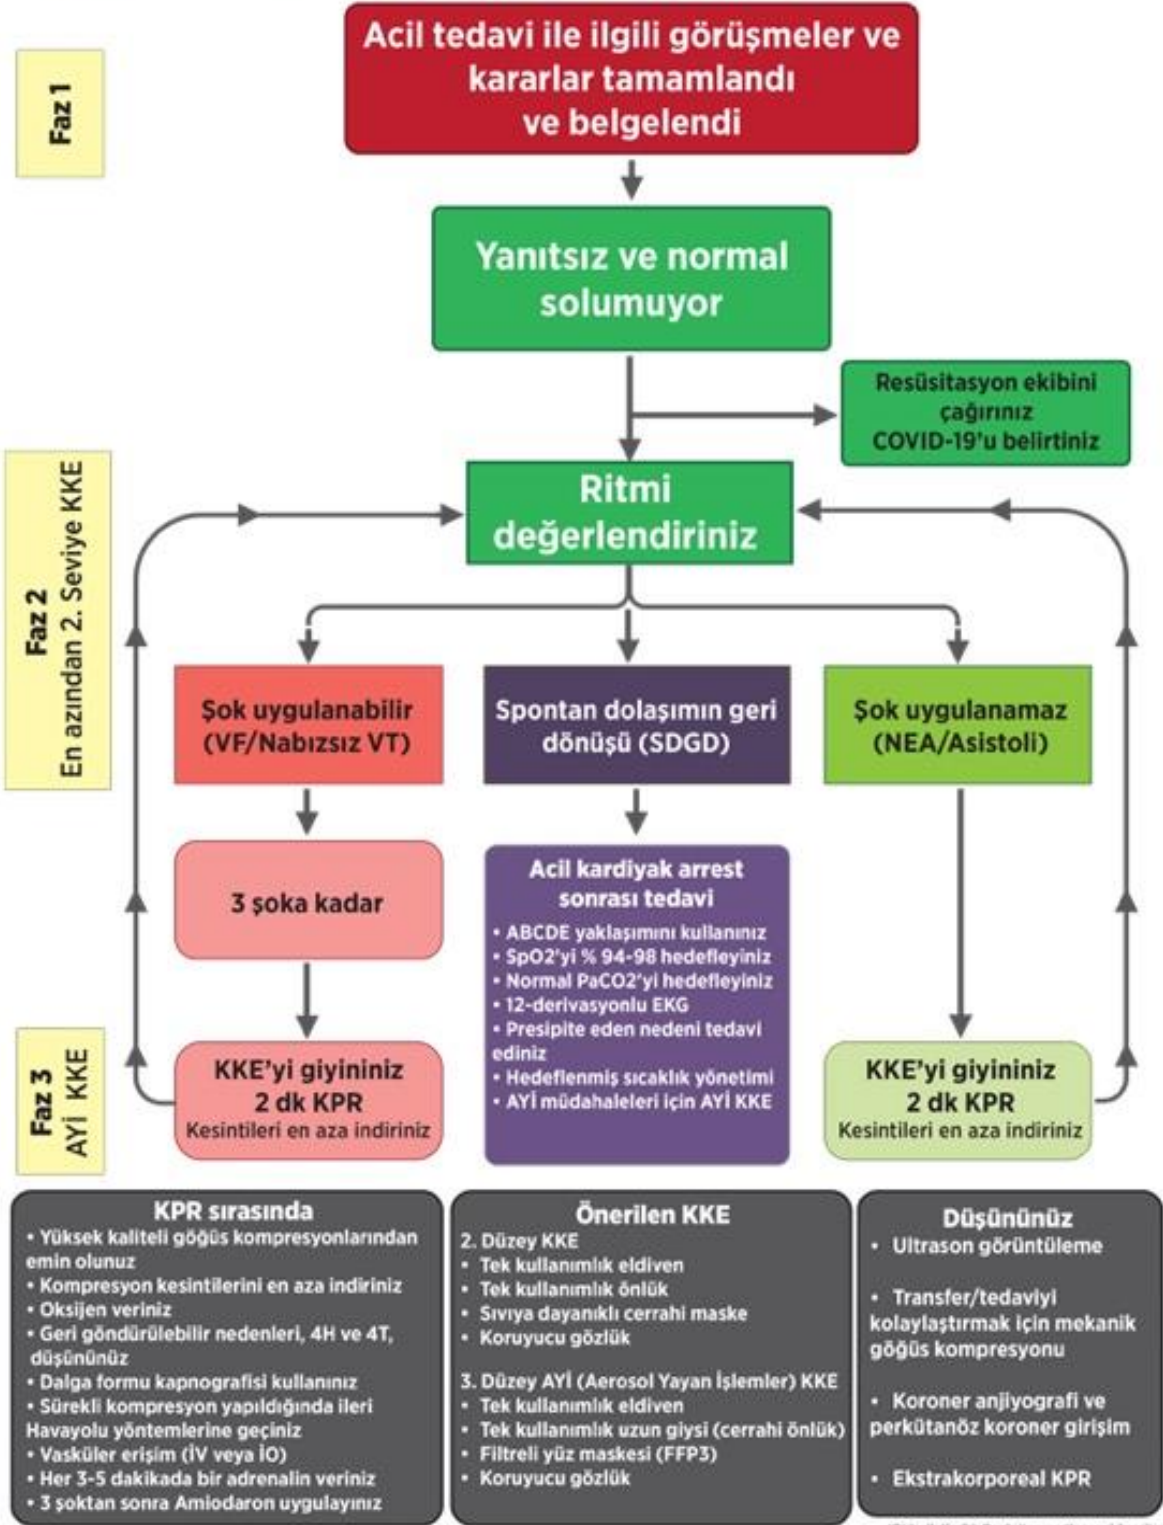 Faz 1
Acil tedavi ile ilgili görüşmeler ve
kararlar tamamlandı
ve belgelendi
Yanıtsız ve normal
solumuyor
Resüsitasyon ekibini
çağırınız
COVID-19'u belirtiniz
Faz 2
En azından 2. Seviye KKE
Ritmi
değerlendiriniz
Şok uygulanabilir
(VF/Nabızsız VT)
Spontan dolaşımın geri
dönüşü (SDGD)
Şok uygulanamaz
(NEA/Asistoli)
3 şoka kadar
Acil kardiyak arrest
sonrası tedavi
• ABCDE yaklaşımını kullanınız
• SpO2'yi % 94-98 hedefleyiniz
• Normal PaCO2'yi hedefleyiniz
• 12-derivasyonlu EKG
• Presipite eden nedeni tedavi
ediniz
• Hedeflenmiş sıcaklık yönetimi
• AYİ müdahaleleri için AYİ KKE
Faz 3
AYİ KKE
KKE'yi giyininiz
2 dk KPR
Kesintileri en aza indiriniz
KKE'yi giyininiz
2 dk KPR
Kesintileri en aza indiriniz
KPR sırasında
• Yüksek kaliteli göğüs kompresyonlarından
emin olunuz
• Kompresyon kesintilerini en aza indiriniz
• Oksijen veriniz
• Geri göndürülebilir nedenleri, 4H ve 4T,
düşününüz
• Dalga formu kapnografisi kullanınız
• Sürekli kompresyon yapıldığında ileri
Havayolu yöntemlerine geçiniz
• Vasküler erişim (İV veya İO)
• Her 3-5 dakikada bir adrenalin veriniz
• 3 şoktan sonra Amiodaron uygulayınız
Önerilen KKE
2. Düzey KKE
• Tek kullanımlık eldiven
• Tek kullanımlık önlük
• Sıvıya dayanıklı cerrahi maske
• Koruyucu gözlük
3. Düzey AYİ (Aerosol Yayan İşlemler) KKE
• Tek kullanımlık eldiven
• Tek kullanımlık uzun giysi (cerrahi önlük)
• Filtreli yüz maskesi (FFP3)
• Koruyucu gözlük
Düşününüz
• Ultrason görüntüleme
• Transfer/tedaviyi
kolaylaştırmak için mekanik
göğüs kompresyonu
• Koroner anjiyografi ve
perkütanöz koroner girişim
• Ekstrakorporeal KPR